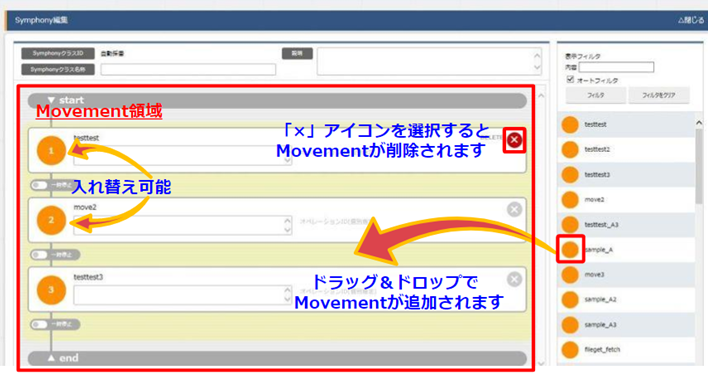 Symphony編集
△閉じる
SymphonyクラスID
自動採番
説明
Symphonyクラス名称
表示フィルタ
内容
オートフィルタ
フィルタ
フィルタをクリア
▼ start
Movement領域
testtest
1
「×」アイコンを選択すると
Movementが削除されます
一時停止
入れ替え可能
move2
2
一時停止
ドラッグ＆ドロップで
Movementが追加されます
testtest3
3
一時停止
▲ end
testtest
testtest2
testtest3
move2
testtest_A3
sample_A
move3
sample_A2
sample_A3
fileget_fetch